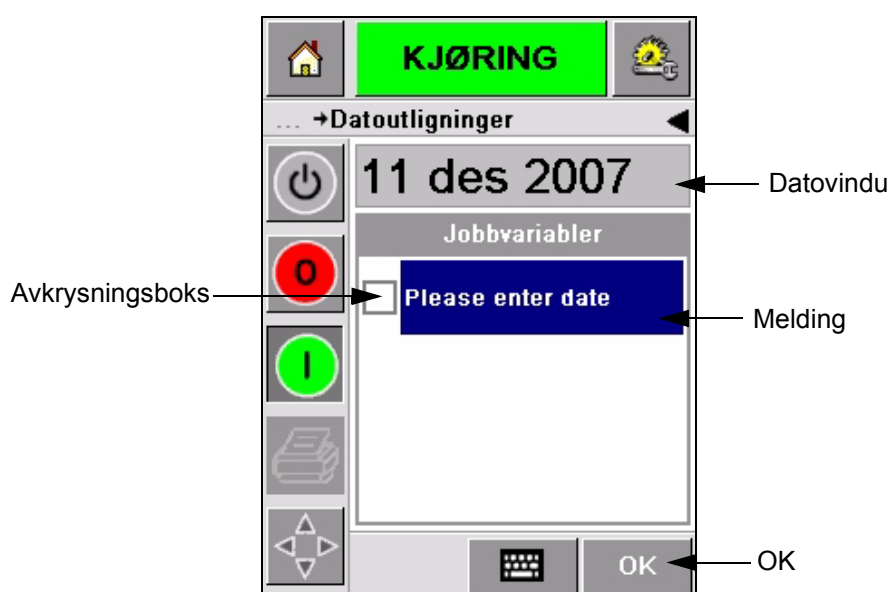 KJØRING
... →Datoutligninger
11 des 2007
Datovindu
Jobbvariabler
O
Avkrysningsboks
Please enter date
Melding
I
OK
OK